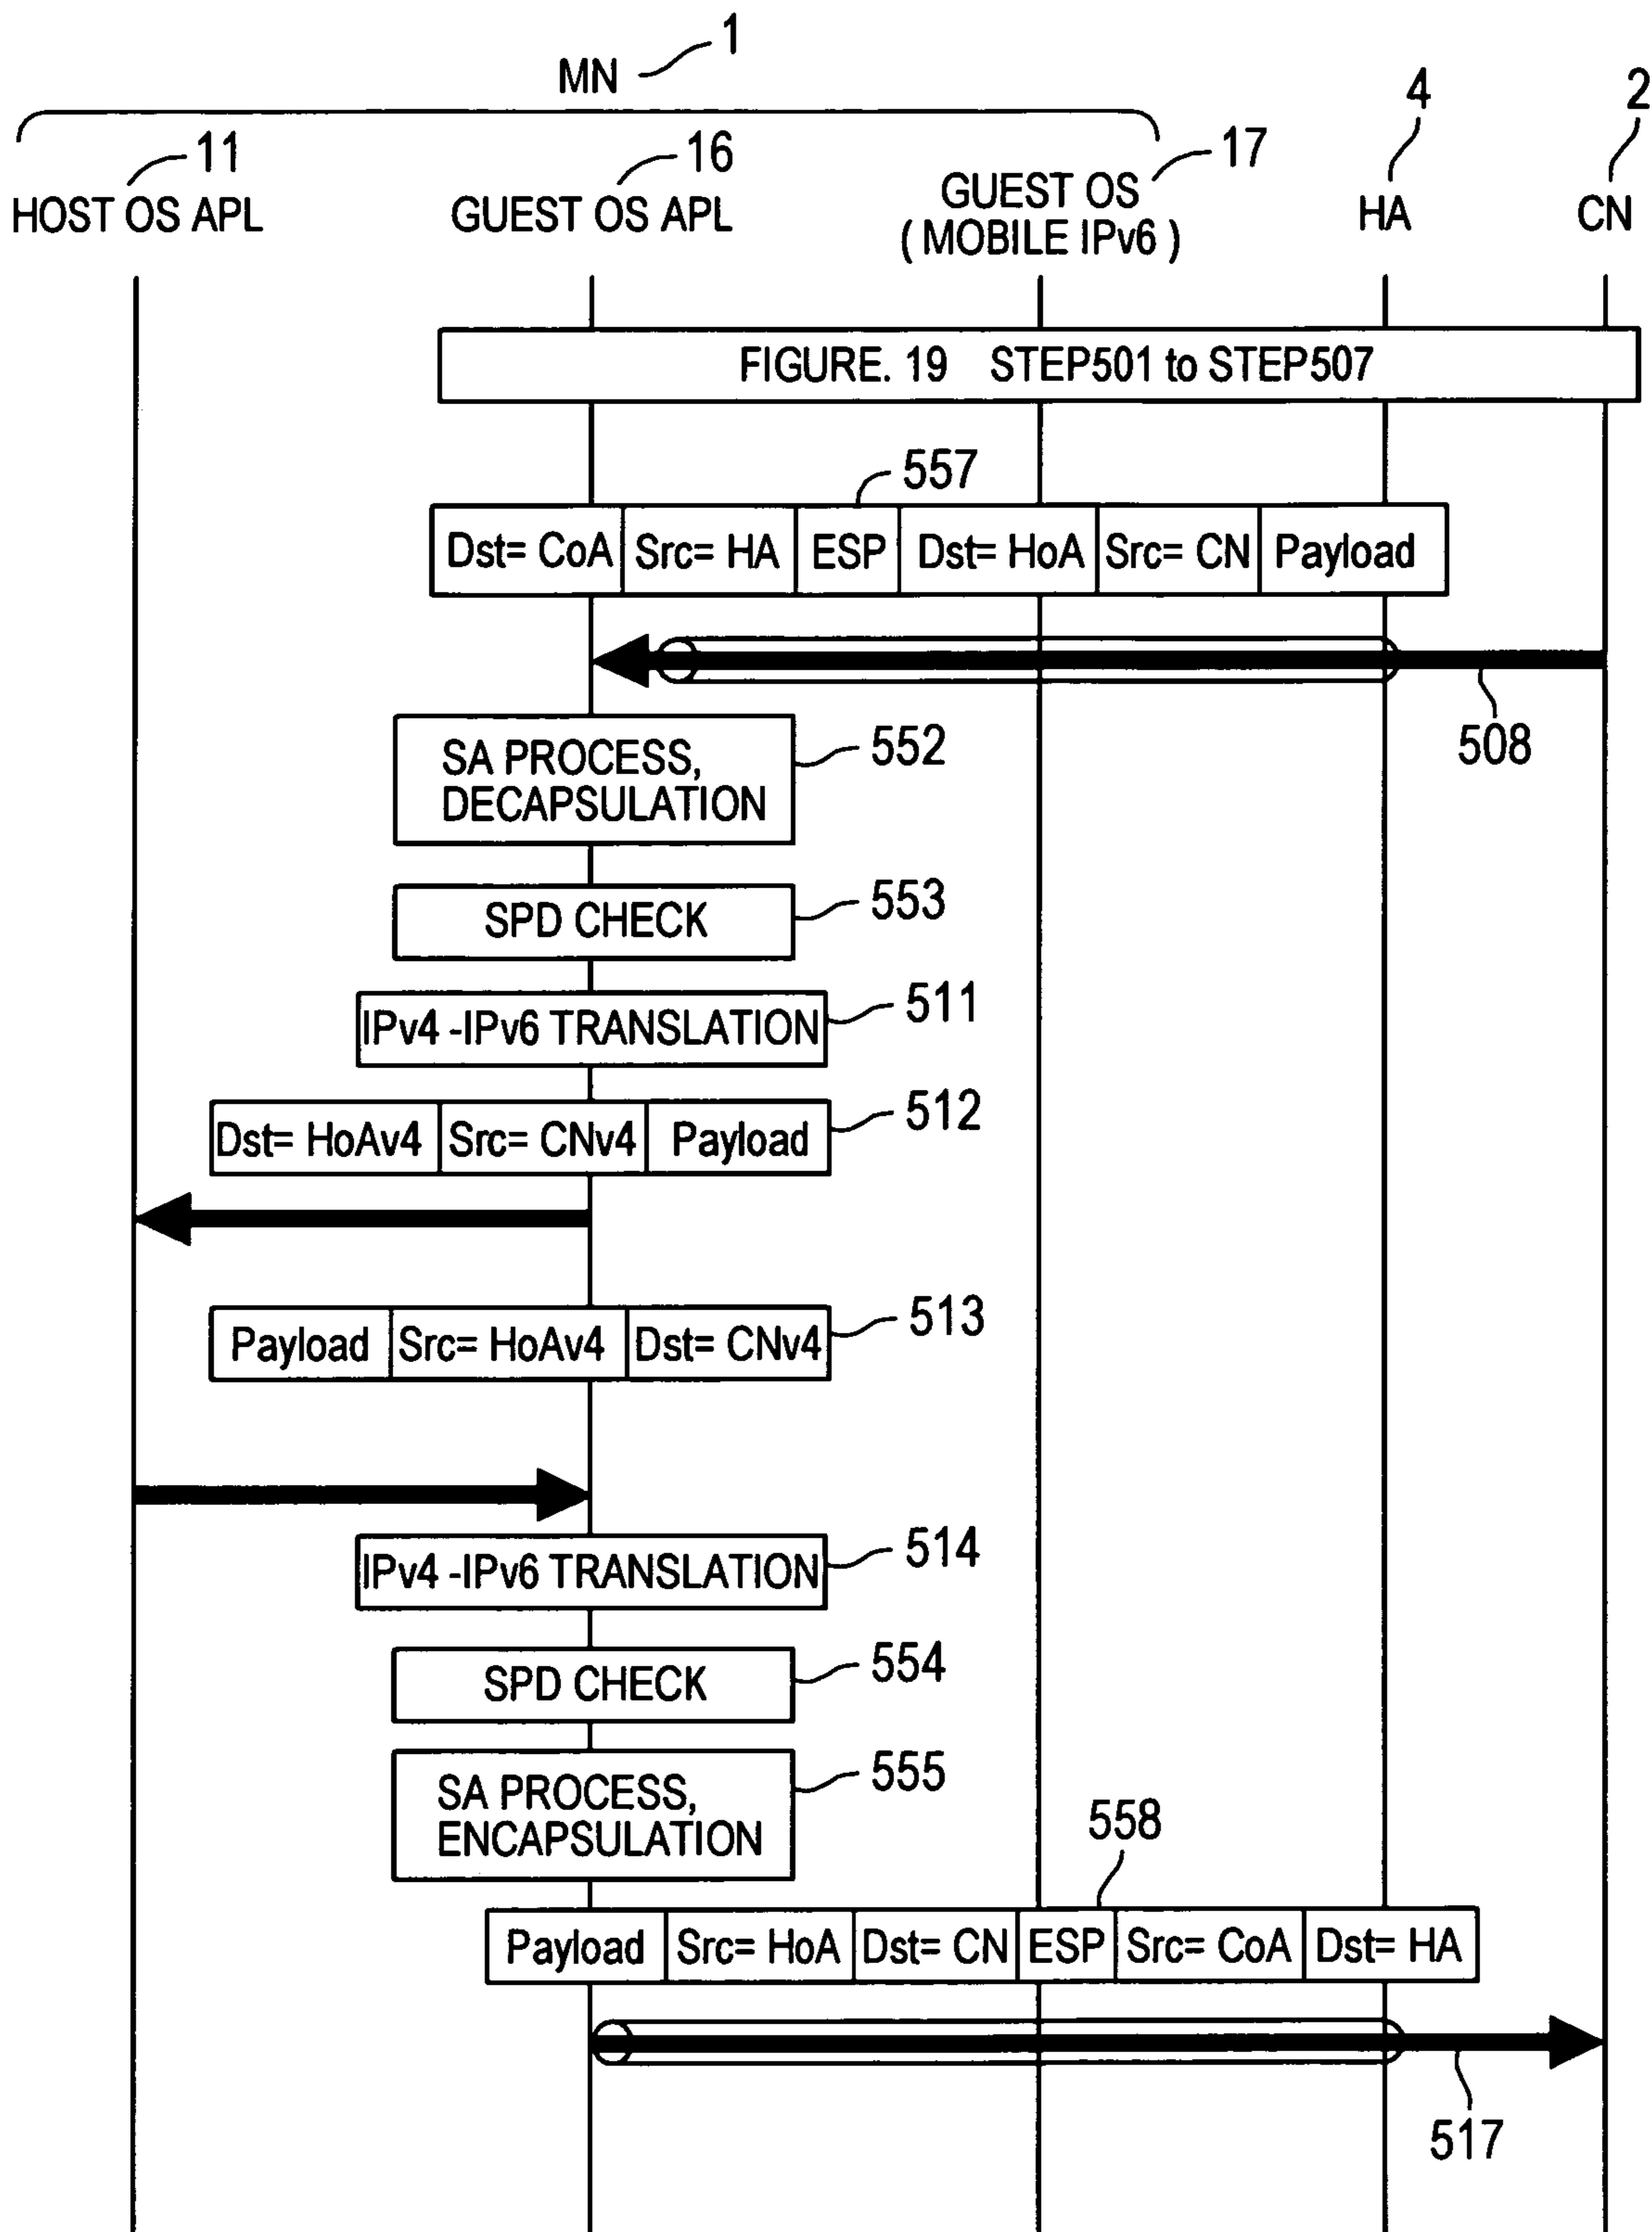 1
MN
4
2
11
16
17
HOST OS APL
GUEST OS APL
GUEST OS
( MOBILE IPv6 )
HA
CN
FIGURE. 19 STEP501 to STEP507
557
Dst= CoA Src= HA ESP Dst= HoA Src= CN Payload
508
SA PROCESS,
DECAPSULATION
552
SPD CHECK
553
IPv4 -IPv6 TRANSLATION
511
Dst= HoAv4 Src= CNv4 Payload
512
Payload Src= HoAv4 Dst= CNv4
513
IPv4 -IPv6 TRANSLATION
514
SPD CHECK
554
SA PROCESS,
ENCAPSULATION
555
558
Payload Src= HoA Dst= CN ESP Src= CoA Dst= HA
517